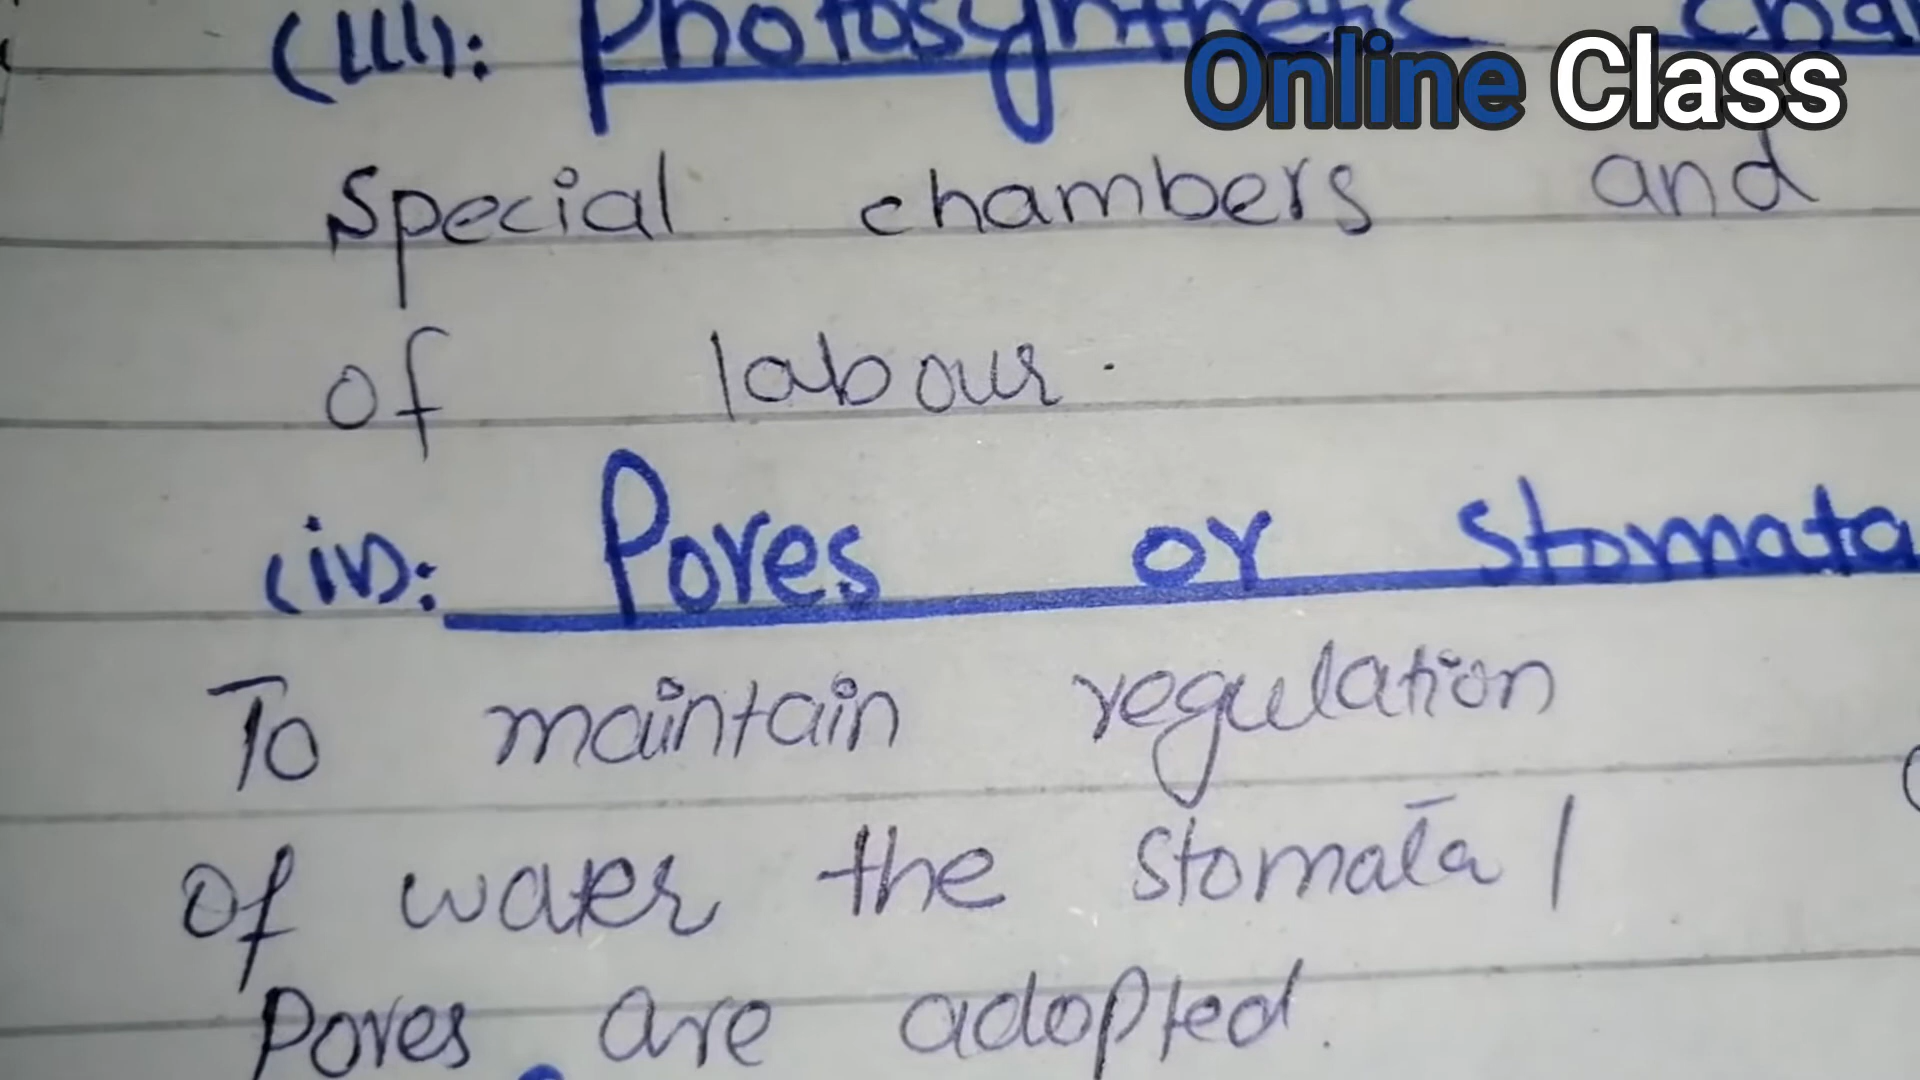 (III): Photosynthetic cha
Online Class
Special chambers and
of labour.
(iv): Pores or stomata
To maintain regulation
of water the stomata /
Pores are adopted.